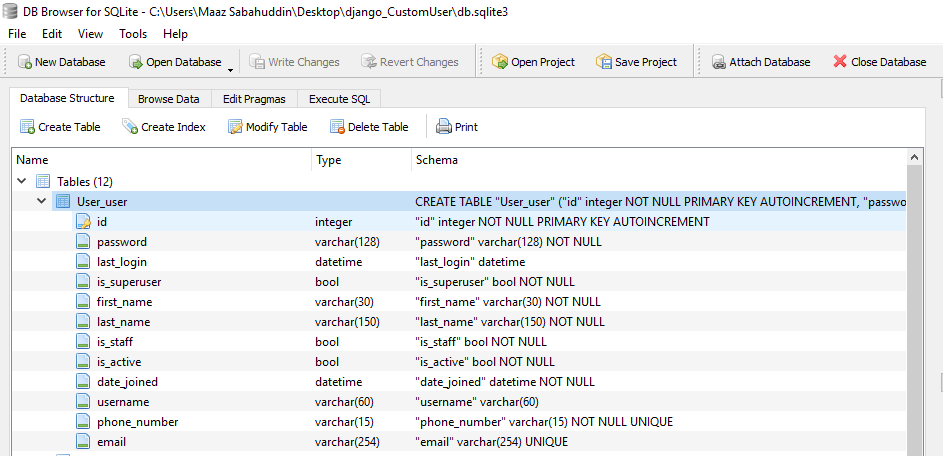 DB Browser for SQLite - C:\Users\Maaz Sabahuddin\Desktop\django_CustomUser\db.sqlite3
File Edit View Tools Help
New Database Open Database Write Changes Revert Changes Open Project Save Project Attach Database Close Database
Database Structure Browse Data Edit Pragmas Execute SQL
Create Table Create Index Modify Table Delete Table Print
Name Type Schema
Tables (12)
User_user CREATE TABLE "User_user" ("id" integer NOT NULL PRIMARY KEY AUTOINCREMENT, "passwo
id integer "id" integer NOT NULL PRIMARY KEY AUTOINCREMENT
password varchar(128) "password" varchar(128) NOT NULL
last_login datetime "last_login" datetime
is_superuser bool "is_superuser" bool NOT NULL
first_name varchar(30) "first_name" varchar(30) NOT NULL
last_name varchar(150) "last_name" varchar(150) NOT NULL
is_staff bool "is_staff" bool NOT NULL
is_active bool "is_active" bool NOT NULL
date_joined datetime "date_joined" datetime NOT NULL
username varchar(60) "username" varchar(60)
phone_number varchar(15) "phone_number" varchar(15) NOT NULL UNIQUE
email varchar(254) "email" varchar(254) UNIQUE